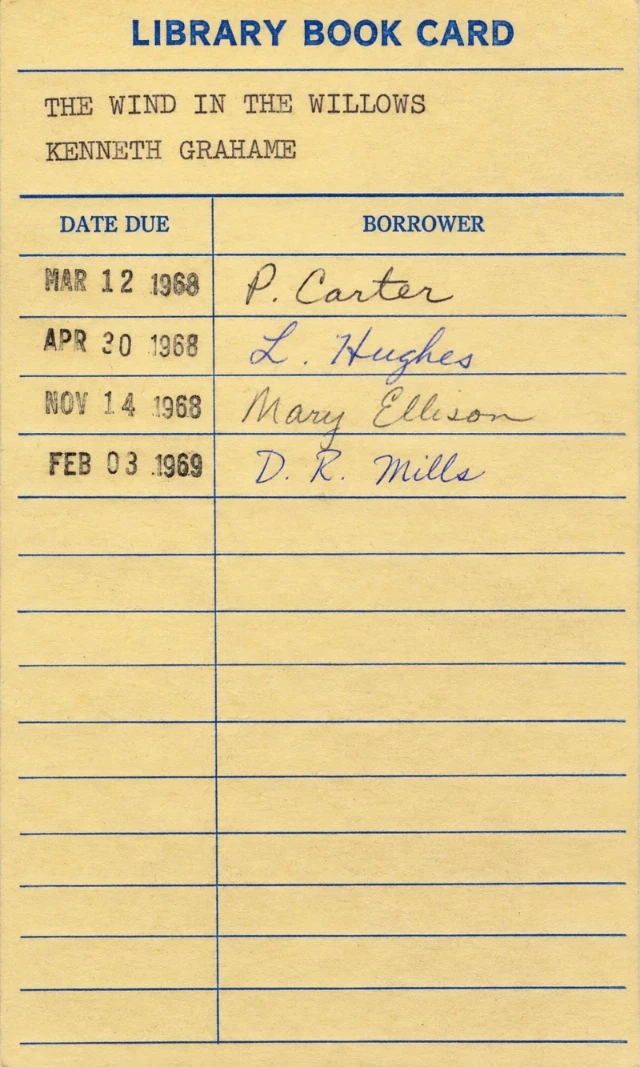 LIBRARY BOOK CARD
THE WIND IN THE WILLOWS
KENNETH GRAHAME
DATE DUE BORROWER
MAR 12 1968 P. Carter
APR 30 1968 L. Hughes
NOV 14 1968 Mary Ellison
FEB 03 1969 D. R. Mills